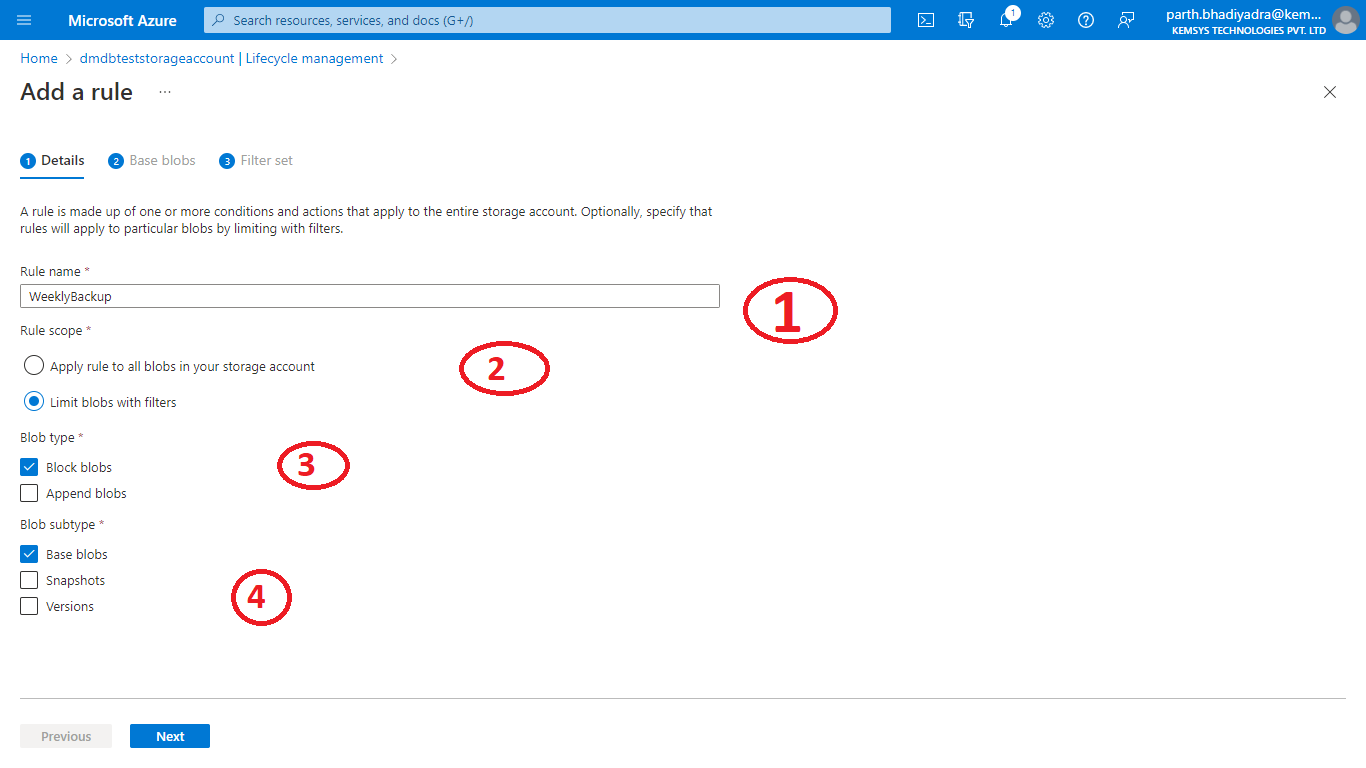 Microsoft Azure
Search resources, services, and docs (G+/)
1
parth.bhadiyadra@kem...
KEMSYS TECHNOLOGIES PVT. LTD
Home > dmdbteststorageaccount | Lifecycle management >
Add a rule ...
1 Details 2 Base blobs 3 Filter set
A rule is made up of one or more conditions and actions that apply to the entire storage account. Optionally, specify that
rules will apply to particular blobs by limiting with filters.
Rule name *
WeeklyBackup
1
Rule scope *
Apply rule to all blobs in your storage account
2
Limit blobs with filters
Blob type *
Block blobs
3
Append blobs
Blob subtype *
Base blobs
Snapshots
4
Versions
Previous Next